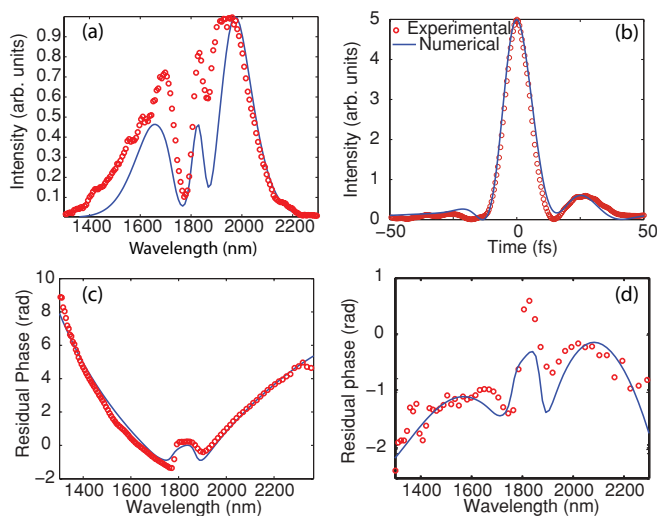 (a)
Intensity (arb. units)
0.9
0.8
0.7
0.6
0.5
0.4
0.3
0.2
0.1
1400 1600 1800 2000 2200
Wavelength (nm)
Experimental
Numerical
(b)
Intensity (arb. units)
5
4
3
2
1
0
−50 0 50
Time (fs)
(c)
Residual Phase (rad)
10
8
6
4
2
0
−2
1400 1600 1800 2000 2200
Wavelength (nm)
(d)
Residual phase (rad)
1
0
−1
−2
1400 1600 1800 2000 2200
Wavelength (nm)